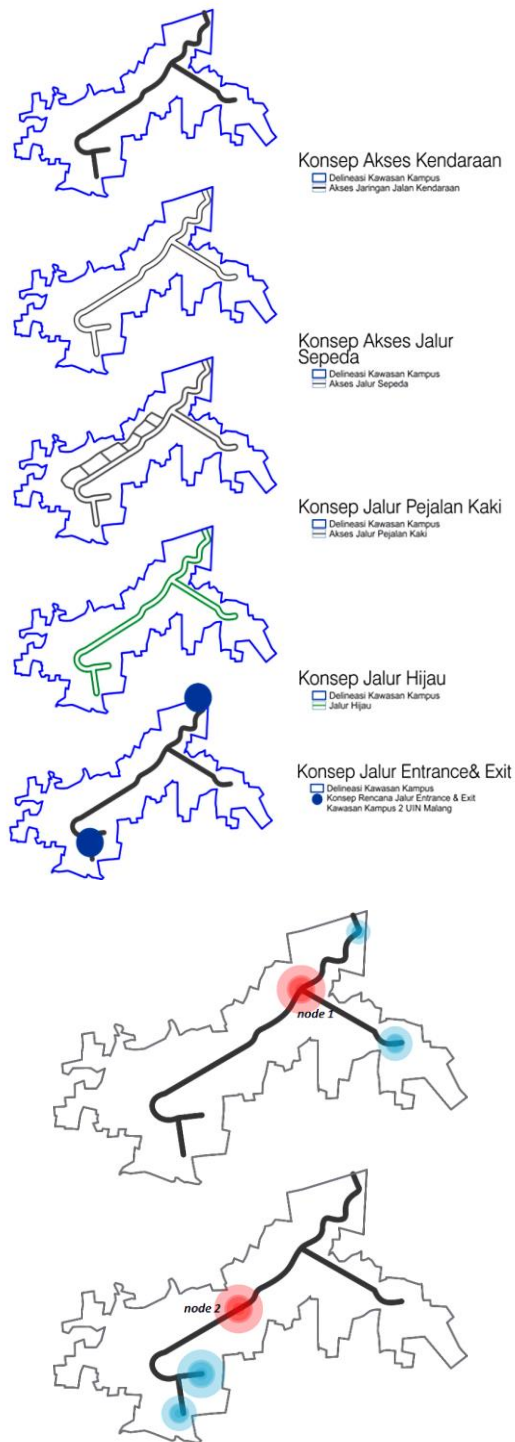 Konsep Akses Kendaraan
Delineasi Kawasan Kampus
Akses Jaringan Jalan Kendaraan
Konsep Akses Jalur
Sepeda
Delineasi Kawasan Kampus
Akses Jalur Sepeda
Konsep Jalur Pejalan Kaki
Delineasi Kawasan Kampus
Akses Jalur Pejalan Kaki
Konsep Jalur Hijau
Delineasi Kawasan Kampus
Jalur Hijau
Konsep Jalur Entrance& Exit
Delineasi Kawasan Kampus
Konsep Rencana Jalur Entrance & Exit
Kawasan Kampus 2 UIN Malang
node 1
node 2